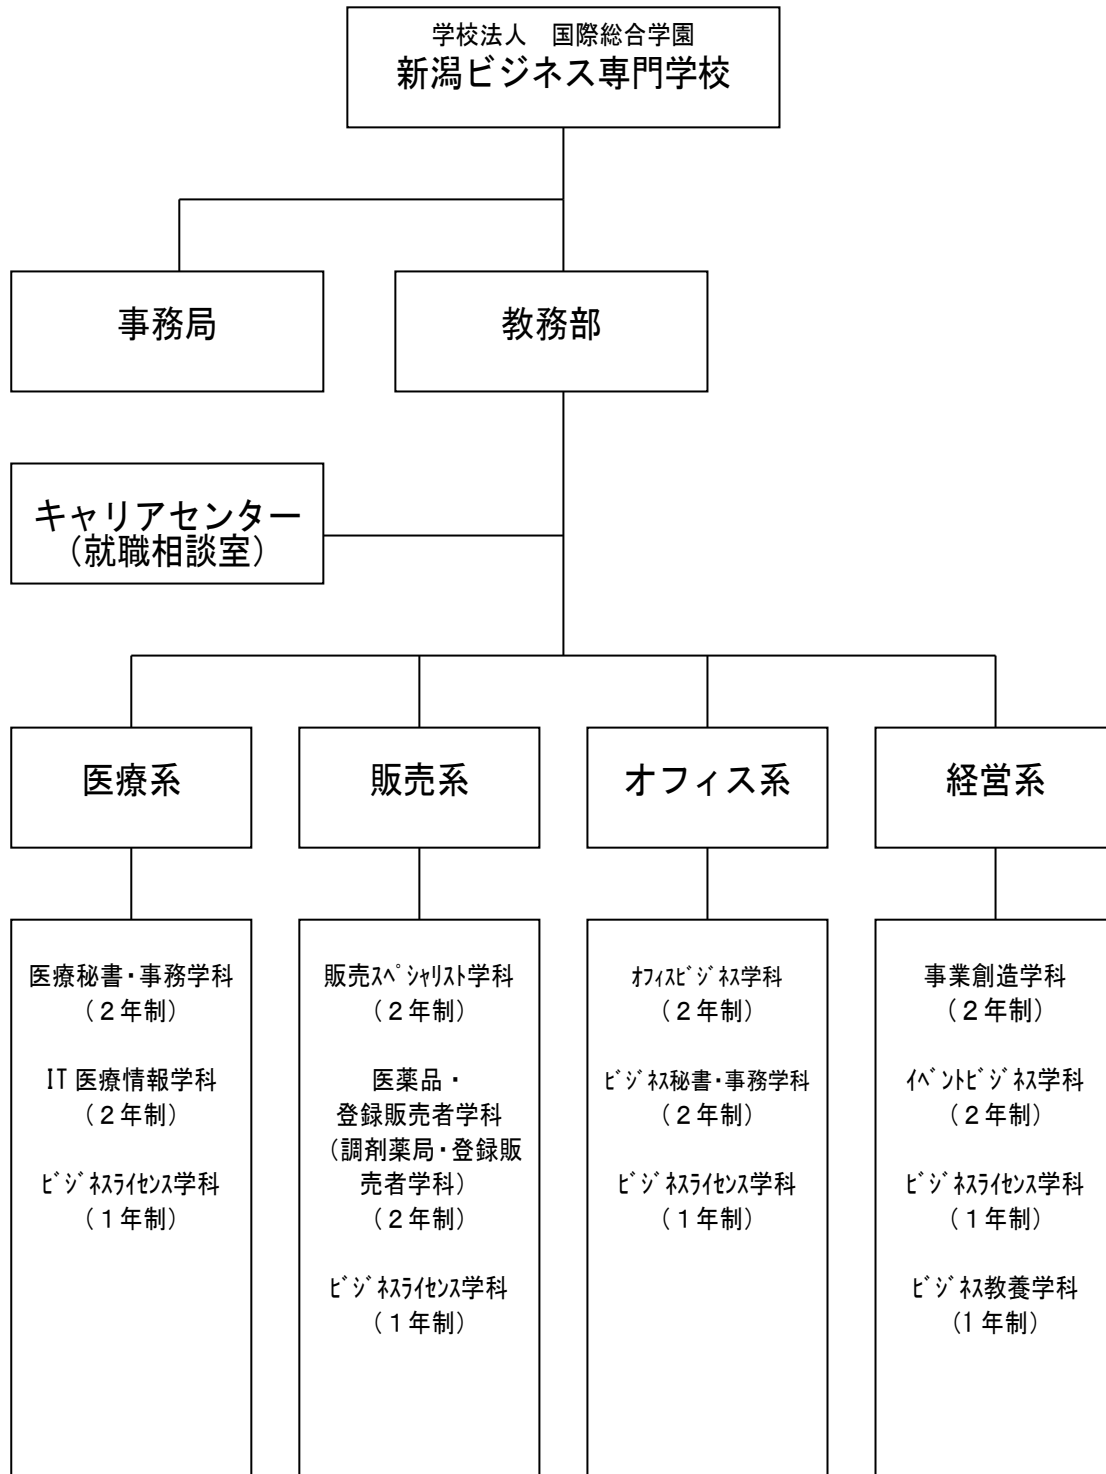 学校法人　国際総合学園
新潟ビジネス専門学校
事務局
教務部
キャリアセンター
（就職相談室）
医療系
販売系
オフィス系
経営系
医療秘書・事務学科
（２年制）
IT 医療情報学科
（２年制）
ﾋﾞｼﾞﾈｽﾗｲｾﾝｽ学科
（１年制）
販売ｽﾍﾟｼｬﾘｽﾄ学科
（２年制）
医薬品・
登録販売者学科
（調剤薬局・登録販
売者学科）
（２年制）
ﾋﾞｼﾞﾈｽﾗｲｾﾝｽ学科
（１年制）
ｵﾌｨｽﾋﾞｼﾞﾈｽ学科
（２年制）
ﾋﾞｼﾞﾈｽ秘書・事務学科
（２年制）
ﾋﾞｼﾞﾈｽﾗｲｾﾝｽ学科
（１年制）
事業創造学科
（２年制）
ｲﾍﾞﾝﾄﾋﾞｼﾞﾈｽ学科
（２年制）
ﾋﾞｼﾞﾈｽﾗｲｾﾝｽ学科
（１年制）
ﾋﾞｼﾞﾈｽ教養学科
(1 年制）